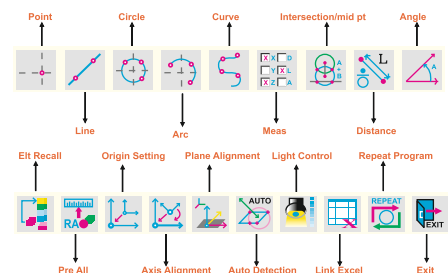 Point
Circle
Curve
Intersection/mid pt
Angle
X X D
Y X L
X Z A
A
+
B
L
A
Line
Arc
Meas
Distance
Elt Recall
Origin Setting
Plane Alignment
Light Control
Repeat Program
RA
AUTO
REPEAT
EXIT
Pre All
Axis Alignment
Auto Detection
Link Excel
Exit